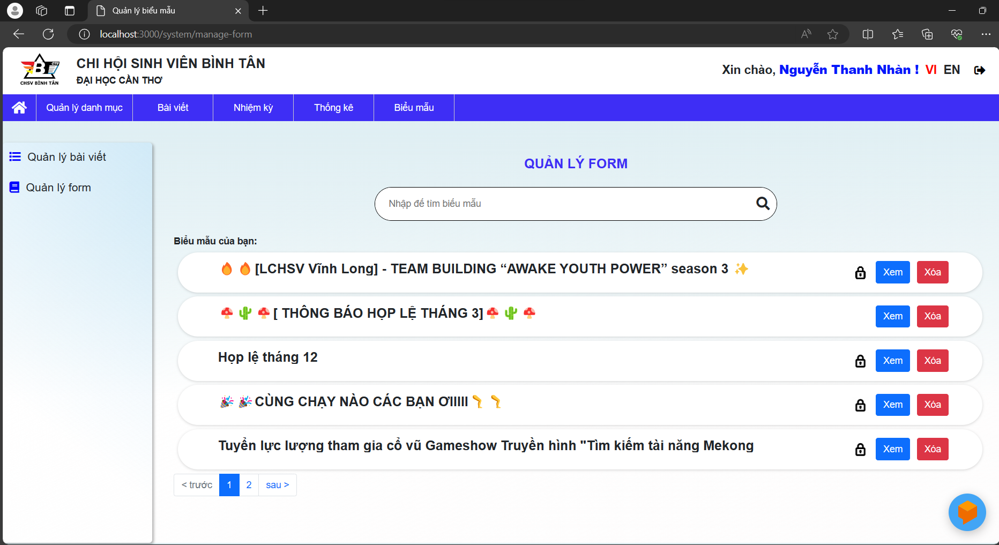 Quản lý biểu mẫu
localhost:3000/system/manage-form
B
CTU
CHSV BÌNH TÂN
CHI HỘI SINH VIÊN BÌNH TÂN
ĐẠI HỌC CẦN THƠ
Xin chào, Nguyễn Thanh Nhàn ! VI EN
Quản lý danh mục
Bài viết
Nhiệm kỳ
Thống kê
Biểu mẫu
Quản lý bài viết
Quản lý form
QUẢN LÝ FORM
Nhập để tìm biểu mẫu
Biểu mẫu của bạn:
🔥 🔥 [LCHSV Vĩnh Long] - TEAM BUILDING “AWAKE YOUTH POWER” season 3 ✨ Xem Xóa
🍄 🌵 🍄 [ THÔNG BÁO HỌP LỆ THÁNG 3] 🍄 🌵 🍄 Xem Xóa
Họp lệ tháng 12 Xem Xóa
🎉 🎉 CÙNG CHẠY NÀO CÁC BẠN ƠIIIII 🦵 🦵 Xem Xóa
Tuyển lực lượng tham gia cổ vũ Gameshow Truyền hình "Tìm kiếm tài năng Mekong Xem Xóa
< trước 1 2 sau >